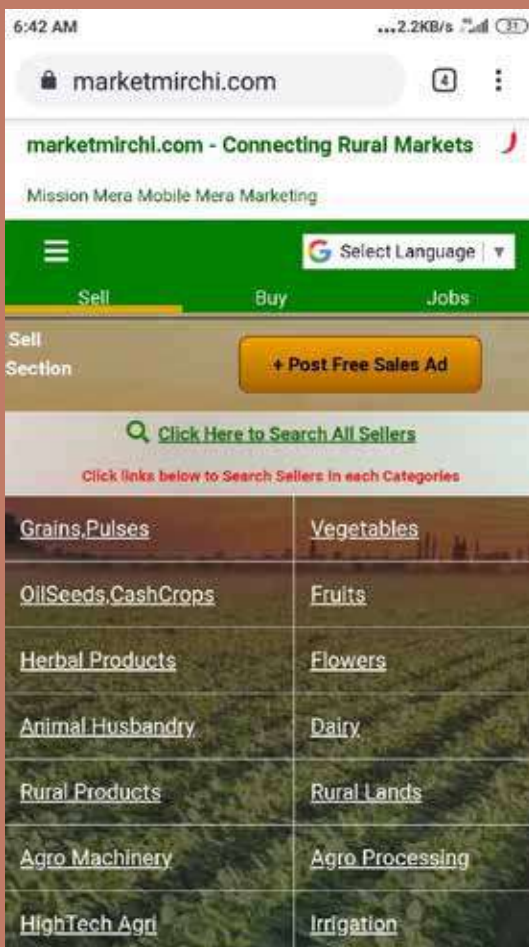 6:42 AM ...2.2KB/s 31
marketmirchi.com 4
marketmirchi.com - Connecting Rural Markets
Mission Mera Mobile Mera Marketing
G Select Language ▼
Sell Buy Jobs
Sell
Section
+ Post Free Sales Ad
Click Here to Search All Sellers
Click links below to Search Sellers in each Categories
Grains,Pulses Vegetables
OilSeeds,CashCrops Fruits
Herbal Products Flowers
Animal Husbandry Dairy
Rural Products Rural Lands
Agro Machinery Agro Processing
HighTech Agri Irrigation